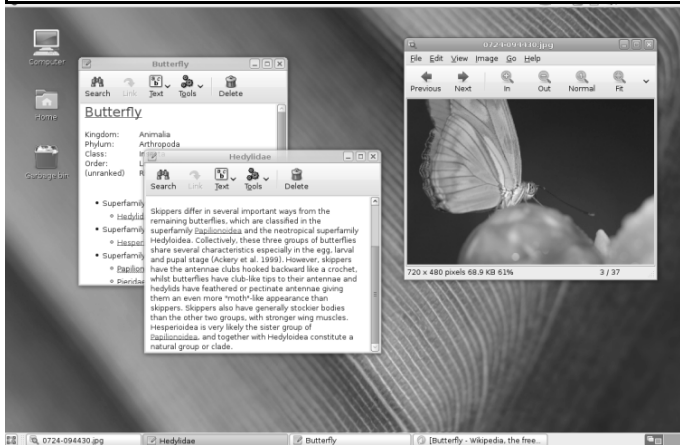 Computer
Home
Garbage bin
Butterfly
Search Link Text Tools Delete
Butterfly
Kingdom: Animalia
Phylum: Arthropoda
Class:
Order:
(unranked)
Superfamily
Superfamily
Superfamily
Hedylidae
Search Link Text Tools Delete
Skippers differ in several important ways from the
remaining butterflies, which are classified in the
superfamily Papilionoidea and the neotropical superfamily
Hedyloidea. Collectively, these three groups of butterflies
share several characteristics especially in the egg, larval
and pupal stage (Ackery et al. 1999). However, skippers
have the antennae clubs hooked backward like a crochet,
whilst butterflies have club-like tips to their antennae and
hedylids have feathered or pectinate antennae giving
them an even more "moth"-like appearance than
skippers. Skippers also have generally stockier bodies
than the other two groups, with stronger wing muscles.
Hesperioidea is very likely the sister group of
Papilionoidea, and together with Hedyloidea constitute a
natural group or clade.
0724-094430.jpg
File Edit View Image Go Help
Previous Next In Out Normal Fit
720 x 480 pixels 68.9 KB 61% 3 / 37
0724-094430.jpg Hedylidae Butterfly [Butterfly - Wikipedia, the free...